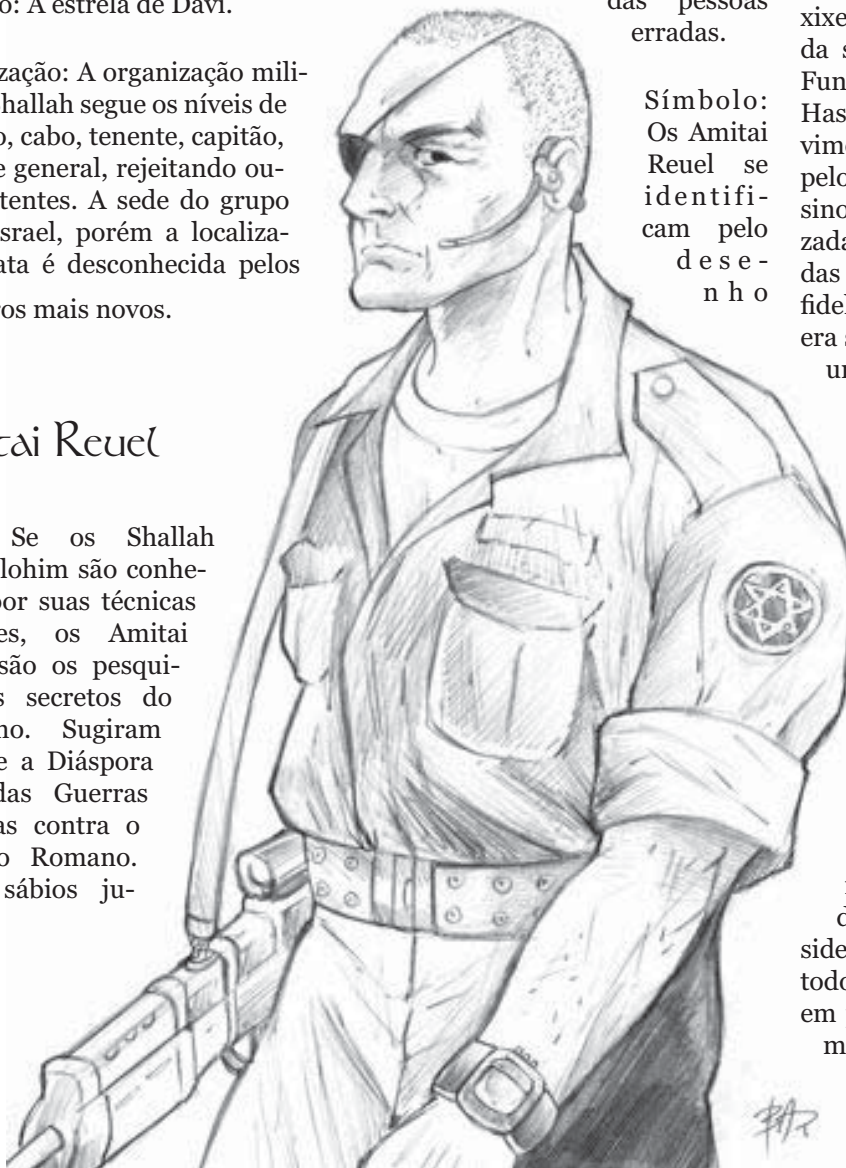 o: A estrela de Davi.
zação: A organização mili-
hallah segue os níveis de
o, cabo, tenente, capitão,
e general, rejeitando ou-
tentes. A sede do grupo
srael, porém a localiza-
ata é desconhecida pelos
ros mais novos.
tai Reuel
Se os Shallah
lohim são conhe-
por suas técnicas
es, os Amitai
são os pesqui-
s secretos do
no. Sugiram
e a Diáspora
das Guerras
as contra o
o Romano.
sábios ju-
das pessoas
erradas.
Símbolo:
Os Amitai
Reuel se
identifi-
cam pelo
dese-
nho
xixe
da s
Fun
Has
vime
pelo
sino
zada
das
fidel
era s
un
d
side
todo
em
m